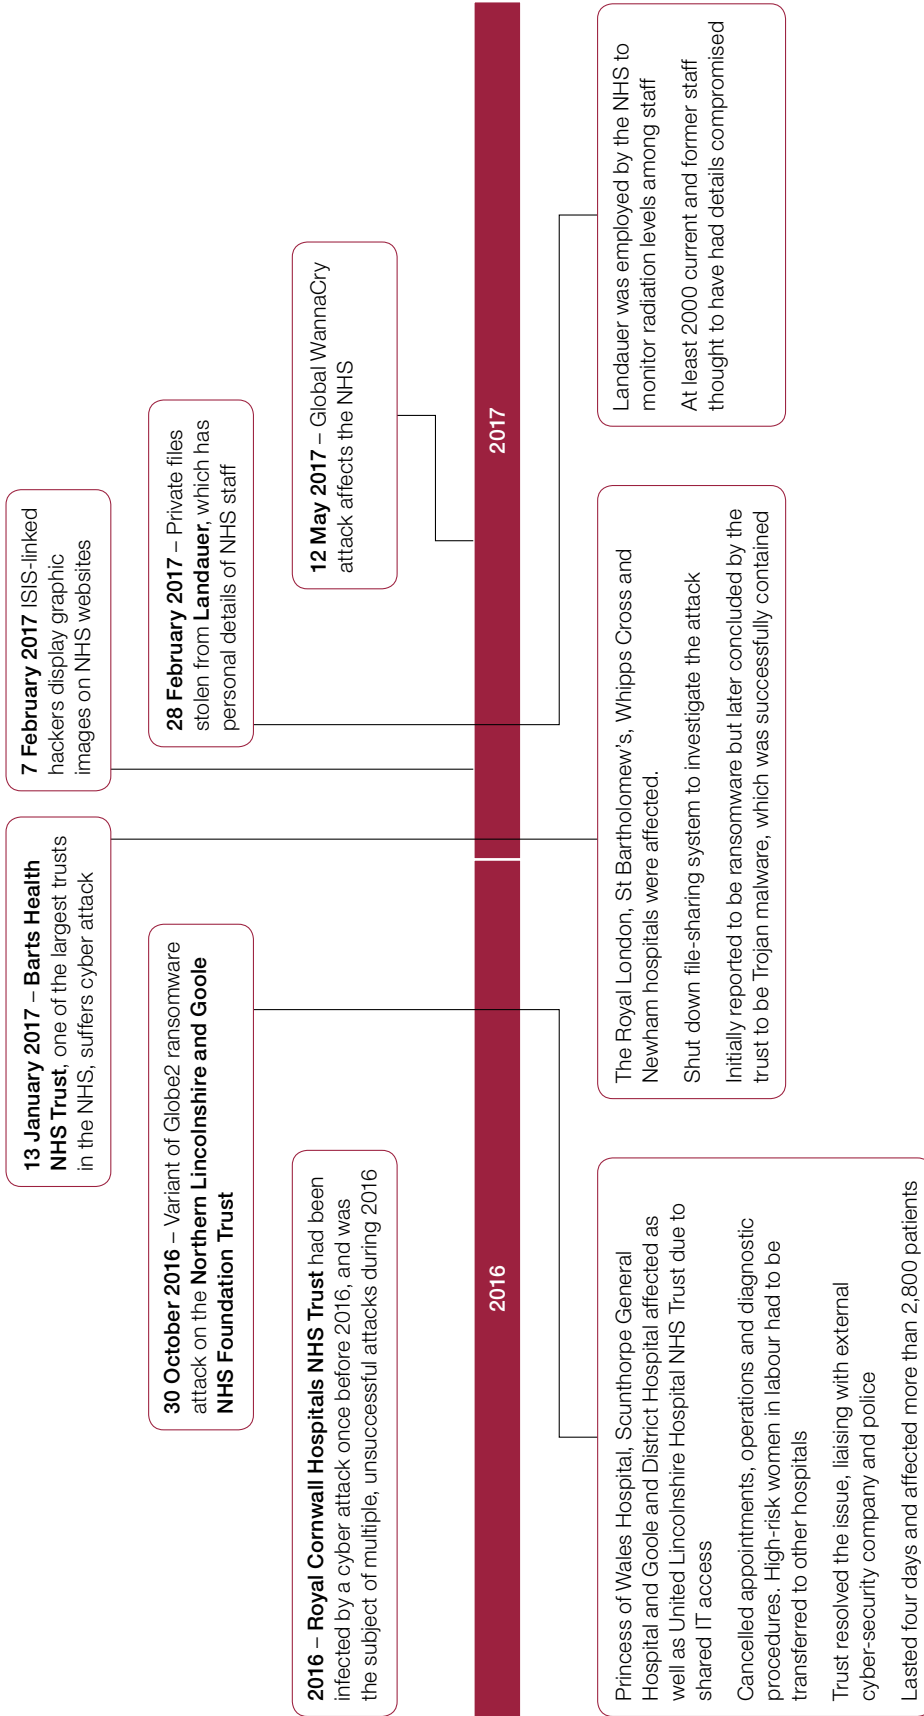 13 January 2017 – Barts Health
NHS Trust, one of the largest trusts
in the NHS, suffers cyber attack
7 February 2017 ISIS-linked
hackers display graphic
images on NHS websites
30 October 2016 – Variant of Globe2 ransomware
attack on the Northern Lincolnshire and Goole
NHS Foundation Trust
28 February 2017 – Private files
stolen from Landauer, which has
personal details of NHS staff
2016 – Royal Cornwall Hospitals NHS Trust had been
infected by a cyber attack once before 2016, and was
the subject of multiple, unsuccessful attacks during 2016
12 May 2017 – Global WannaCry
attack affects the NHS
2016
2017
Princess of Wales Hospital, Scunthorpe General
Hospital and Goole and District Hospital affected as
well as United Lincolnshire Hospital NHS Trust due to
shared IT access
Cancelled appointments, operations and diagnostic
procedures. High-risk women in labour had to be
transferred to other hospitals
Trust resolved the issue, liaising with external
cyber-security company and police
Lasted four days and affected more than 2,800 patients
The Royal London, St Bartholomew's, Whipps Cross and
Newham hospitals were affected.
Shut down file-sharing system to investigate the attack
Initially reported to be ransomware but later concluded by the
trust to be Trojan malware, which was successfully contained
Landauer was employed by the NHS to
monitor radiation levels among staff
At least 2000 current and former staff
thought to have had details compromised